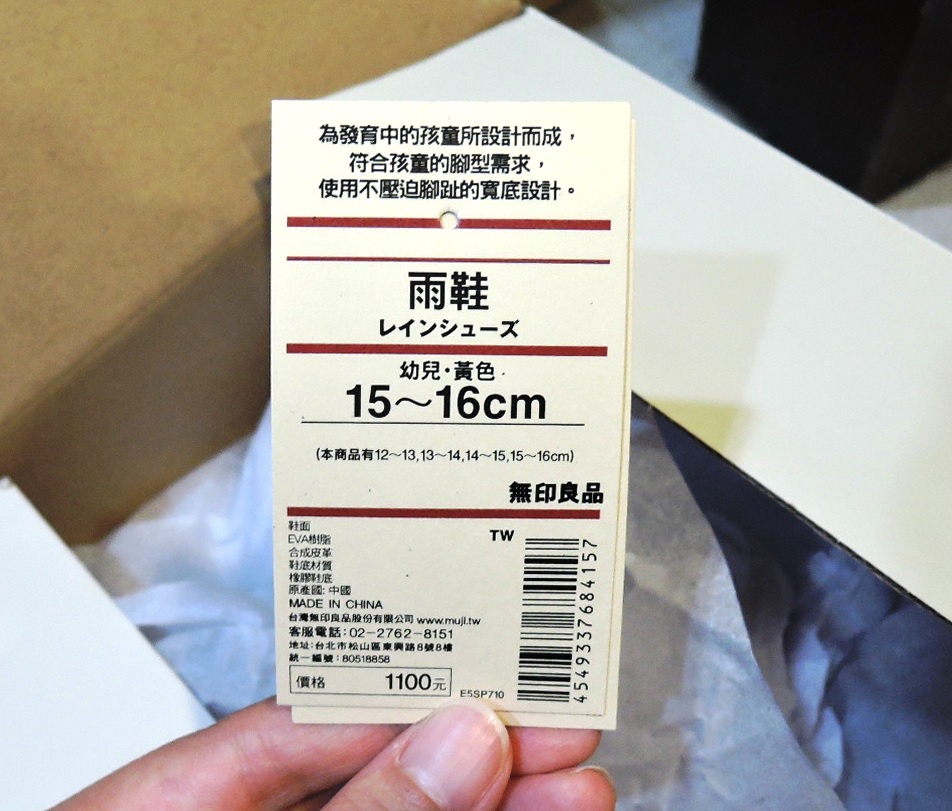 為發育中的孩童所設計而成，
符合孩童的腳型需求，
使用不壓迫腳趾的寬底設計。
雨鞋
レインシューズ
幼兒·黃色
15～16cm
(本商品有12～13,13～14,14～15,15～16cm)
無印良品
鞋面
EVA樹脂
合成皮革
鞋底材質
橡膠鞋底
原產國: 中國
MADE IN CHINA
台灣無印良品股份有限公司 www.muji.tw
客服電話:02-2762-8151
地址:台北市松山區東興路8號8樓
統一編號:80518858
價格 1100元
E5SP710
TW
4549337684157